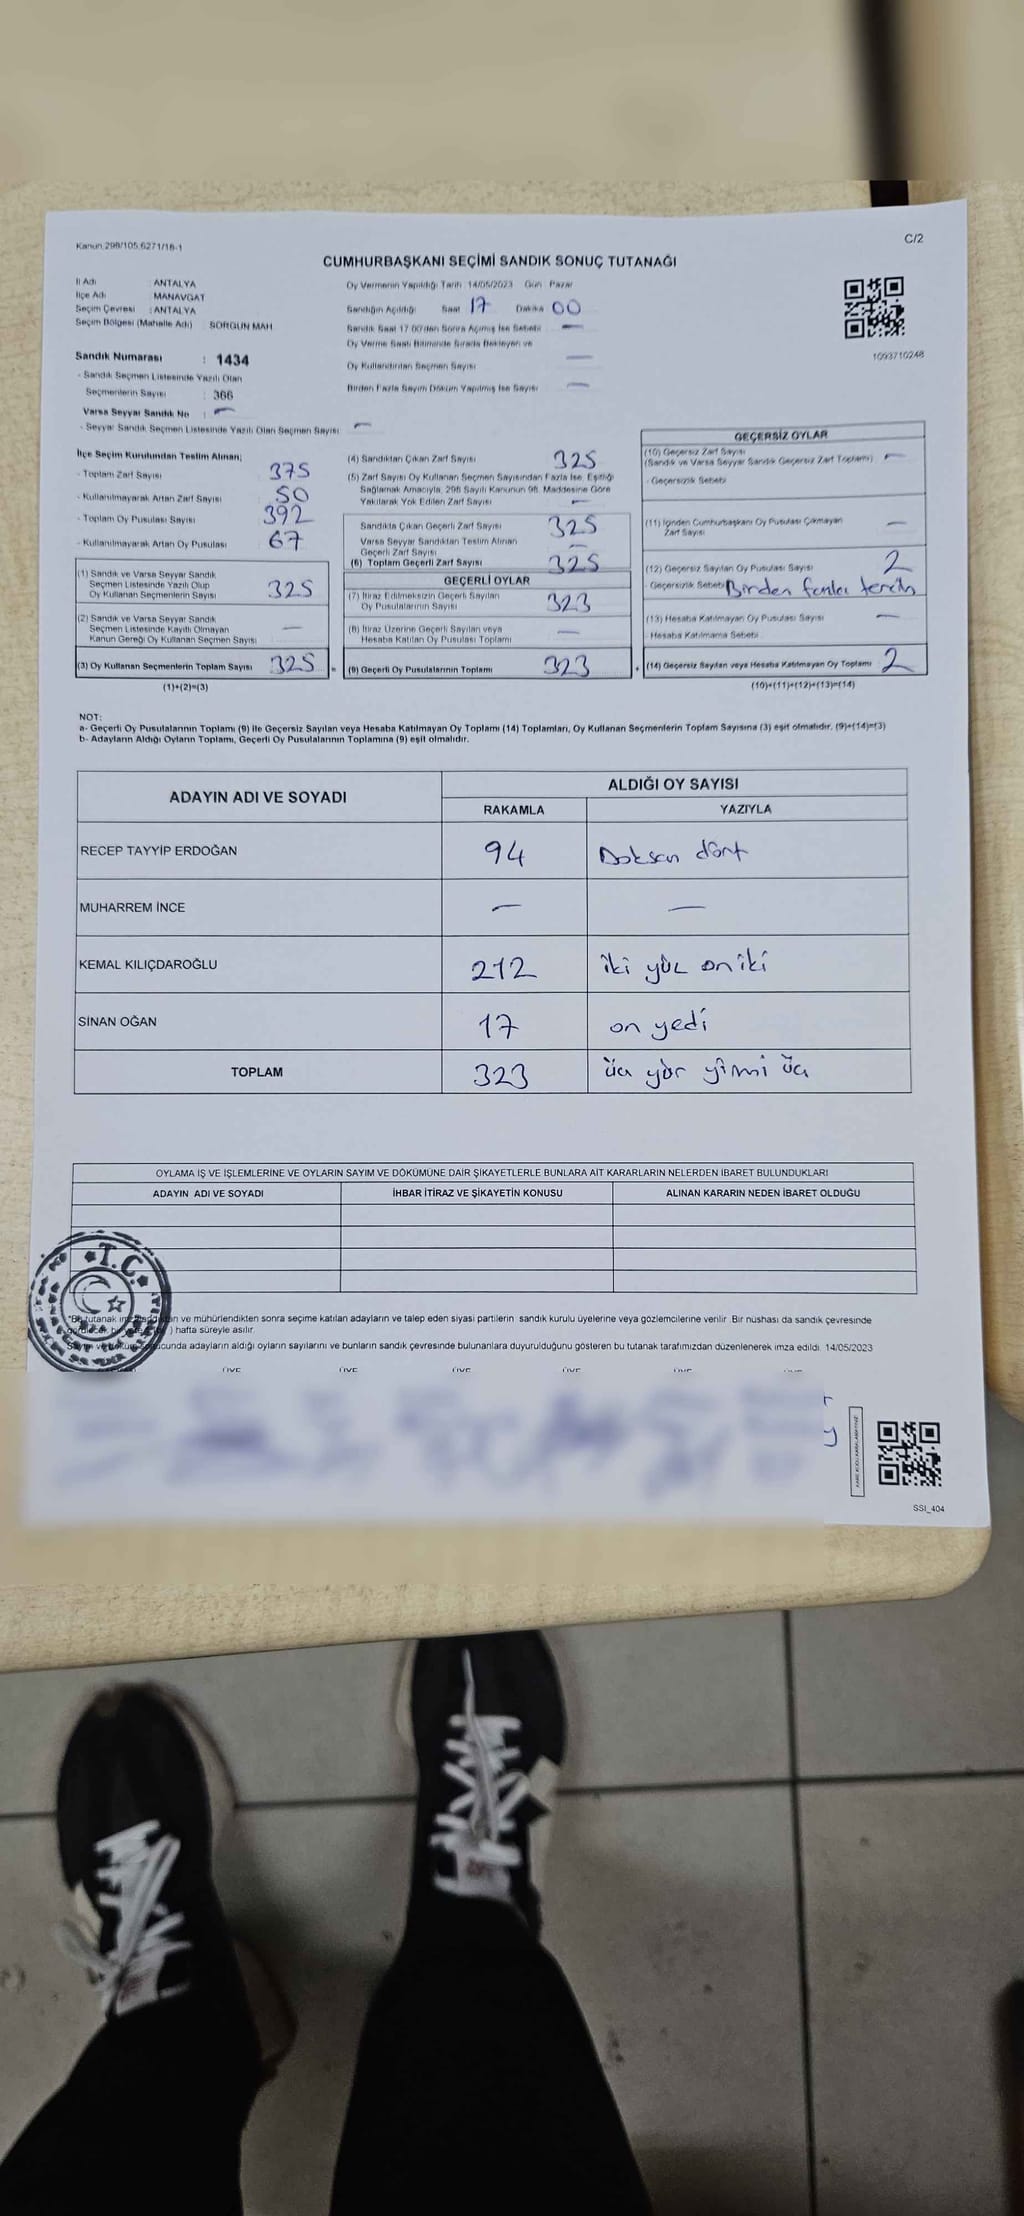 Kanun 298/105,6271/18-1
C/2
CUMHURBAŞKANI SEÇİMİ SANDIK SONUÇ TUTANAĞI
İl Adı : ANTALYA
İlçe Adı : MANAVGAT
Seçim Çevresi : ANTALYA
Seçim Bölgesi (Mahalle Adı) : SORGUN MAH.
Sandık Numarası : 1434
- Sandık Seçmen Listesinde Yazılı Olan
Seçmenlerin Sayısı : 366
Varsa Seyyar Sandık No : —
- Seyyar Sandık Seçmen Listesinde Yazılı Olan Seçmen Sayısı —
Oy Vermenin Yapıldığı Tarih : 14/05/2023 Gün : Pazar
Sandığın Açıldığı Saat 17 Dakika 00
Sandık Saat 17.00'den Sonra Açılmış İse Sebebi —
Oy Verme Saati Bitiminde Sırada Bekleyen ve
Oy Kullandırılan Seçmen Sayısı —
Birden Fazla Sayım Döküm Yapılmış İse Sayısı —
1093710248
İlçe Seçim Kurulundan Teslim Alınan;
- Toplam Zarf Sayısı 375
- Kullanılmayarak Artan Zarf Sayısı 50
- Toplam Oy Pusulası Sayısı 392
- Kullanılmayarak Artan Oy Pusulası 67
(1) Sandık ve Varsa Seyyar Sandık
Seçmen Listesinde Yazılı Olup
Oy Kullanan Seçmenlerin Sayısı 325
(2) Sandık ve Varsa Seyyar Sandık
Seçmen Listesinde Kayıtlı Olmayan
Kanun Gereği Oy Kullanan Seçmen Sayısı —
(3) Oy Kullanan Seçmenlerin Toplam Sayısı 325
(1)+(2)=(3)
(4) Sandıktan Çıkan Zarf Sayısı 325
(5) Zarf Sayısı Oy Kullanan Seçmen Sayısından Fazla İse, Eşitliği
Sağlamak Amacıyla, 298 Sayılı Kanunun 98. Maddesine Göre
Yakılarak Yok Edilen Zarf Sayısı —
Sandıkta Çıkan Geçerli Zarf Sayısı 325
Varsa Seyyar Sandıktan Teslim Alınan
Geçerli Zarf Sayısı —
(6) Toplam Geçerli Zarf Sayısı 325
GEÇERLİ OYLAR
(7) İtiraz Edilmeksizin Geçerli Sayılan
Oy Pusulalarının Sayısı 323
(8) İtiraz Üzerine Geçerli Sayılan veya
Hesaba Katılan Oy Pusulası Toplamı —
(9) Geçerli Oy Pusulalarının Toplamı 323
GEÇERSİZ OYLAR
(10) Geçersiz Zarf Sayısı
(Sandık ve Varsa Seyyar Sandık Geçersiz Zarf Toplamı) —
- Geçersizlik Sebebi
(11) İçinden Cumhurbaşkanı Oy Pusulası Çıkmayan
Zarf Sayısı —
(12) Geçersiz Sayılan Oy Pusulası Sayısı 2
Geçersizlik Sebebi Birden fazla tercih
(13) Hesaba Katılmayan Oy Pusulası Sayısı —
Hesaba Katılmama Sebebi
(14) Geçersiz Sayılan veya Hesaba Katılmayan Oy Toplamı 2
(10)+(11)+(12)+(13)=(14)
NOT:
a- Geçerli Oy Pusulalarının Toplamı (9) ile Geçersiz Sayılan veya Hesaba Katılmayan Oy Toplamı (14) Toplamları, Oy Kullanan Seçmenlerin Toplam Sayısına (3) eşit olmalıdır. (9)+(14)=(3)
b- Adayların Aldığı Oyların Toplamı, Geçerli Oy Pusulalarının Toplamına (9) eşit olmalıdır.
ADAYIN ADI VE SOYADI
ALDIĞI OY SAYISI
RAKAMLA YAZIYLA
RECEP TAYYİP ERDOĞAN 94 Doksan dört
MUHARREM İNCE — —
KEMAL KILIÇDAROĞLU 212 iki yüz oniki
SİNAN OĞAN 17 on yedi
TOPLAM 323 üç yüz yirmi üç
OYLAMA İŞ VE İŞLEMLERİNE VE OYLARIN SAYIM VE DÖKÜMÜNE DAİR ŞİKAYETLERLE BUNLARA AİT KARARLARIN NELERDEN İBARET BULUNDUKLARI
ADAYIN ADI VE SOYADI İHBAR İTİRAZ VE ŞİKAYETİN KONUSU ALINAN KARARIN NEDEN İBARET OLDUĞU
T.C.
ve mühürlendikten sonra seçime katılan adayların ve talep eden siyasi partilerin sandık kurulu üyelerine veya gözlemcilerine verilir. Bir nüshası da sandık çevresinde
) hafta süreyle asılır.
adayların aldığı oyların sayılarını ve bunların sandık çevresinde bulunanlara duyurulduğunu gösteren bu tutanak tarafımızdan düzenlenerek imza edildi. 14/05/2023
ÜYE ÜYE ÜYE ÜYE ÜYE
SSI_404